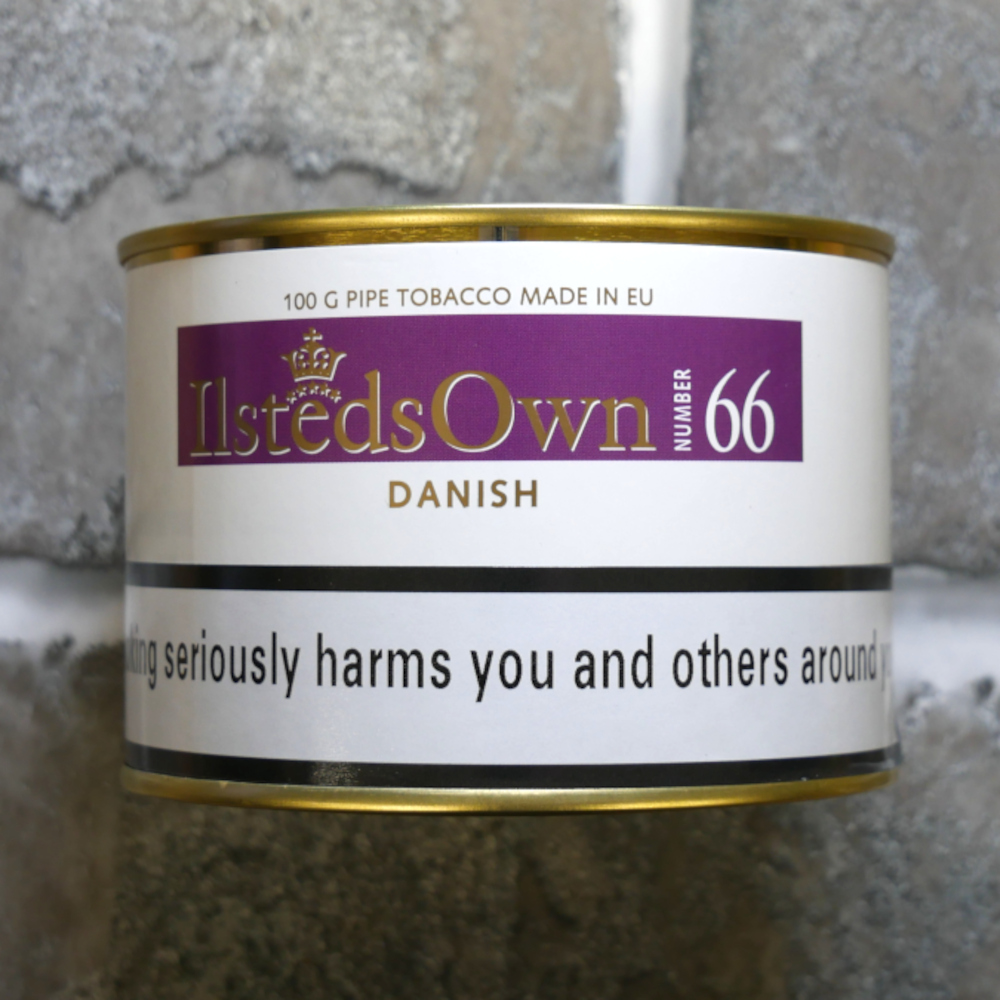 100 G PIPE TOBACCO MADE IN EU
IlstedsOwn NUMBER 66
DANISH
seriously harms you and others around